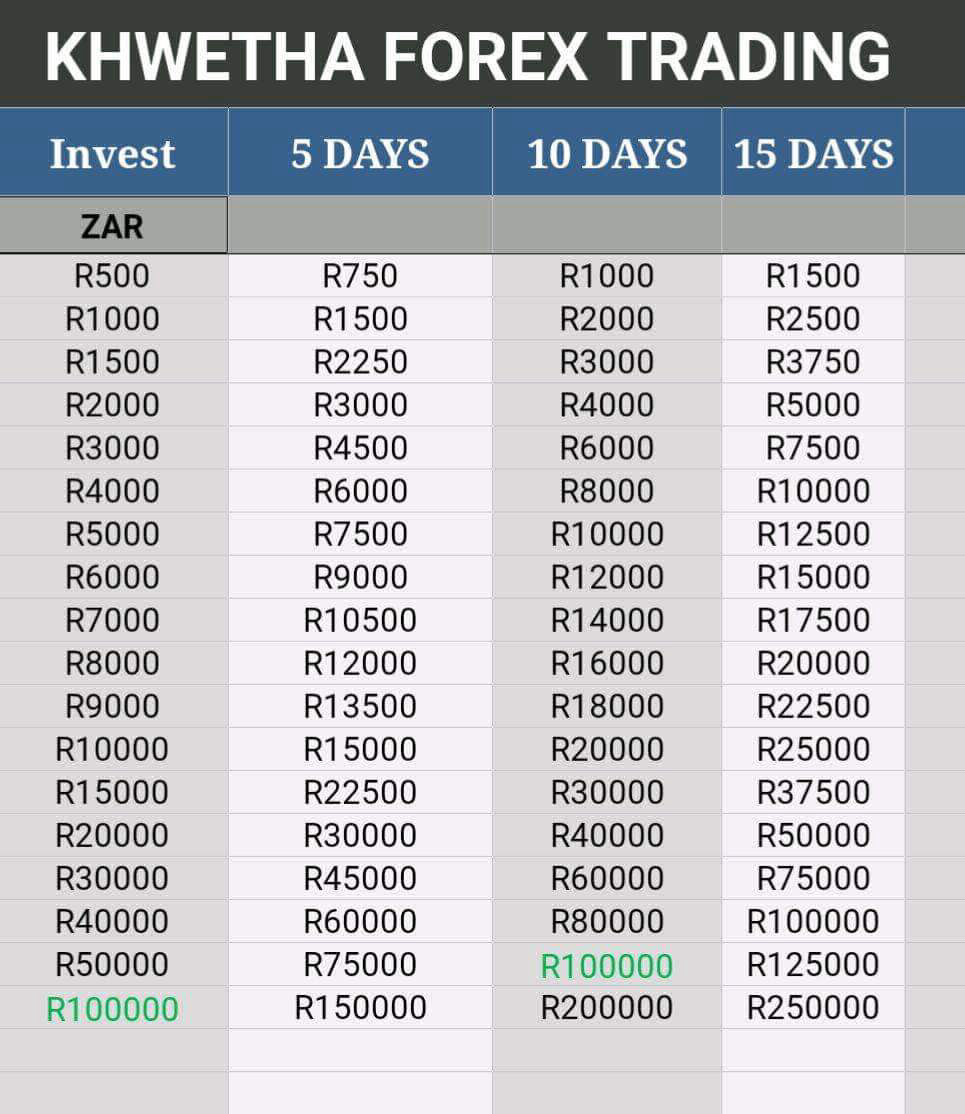 KHWETHA FOREX TRADING
Invest 5 DAYS 10 DAYS 15 DAYS
ZAR
R500 R750 R1000 R1500
R1000 R1500 R2000 R2500
R1500 R2250 R3000 R3750
R2000 R3000 R4000 R5000
R3000 R4500 R6000 R7500
R4000 R6000 R8000 R10000
R5000 R7500 R10000 R12500
R6000 R9000 R12000 R15000
R7000 R10500 R14000 R17500
R8000 R12000 R16000 R20000
R9000 R13500 R18000 R22500
R10000 R15000 R20000 R25000
R15000 R22500 R30000 R37500
R20000 R30000 R40000 R50000
R30000 R45000 R60000 R75000
R40000 R60000 R80000 R100000
R50000 R75000 R100000 R125000
R100000 R150000 R200000 R250000